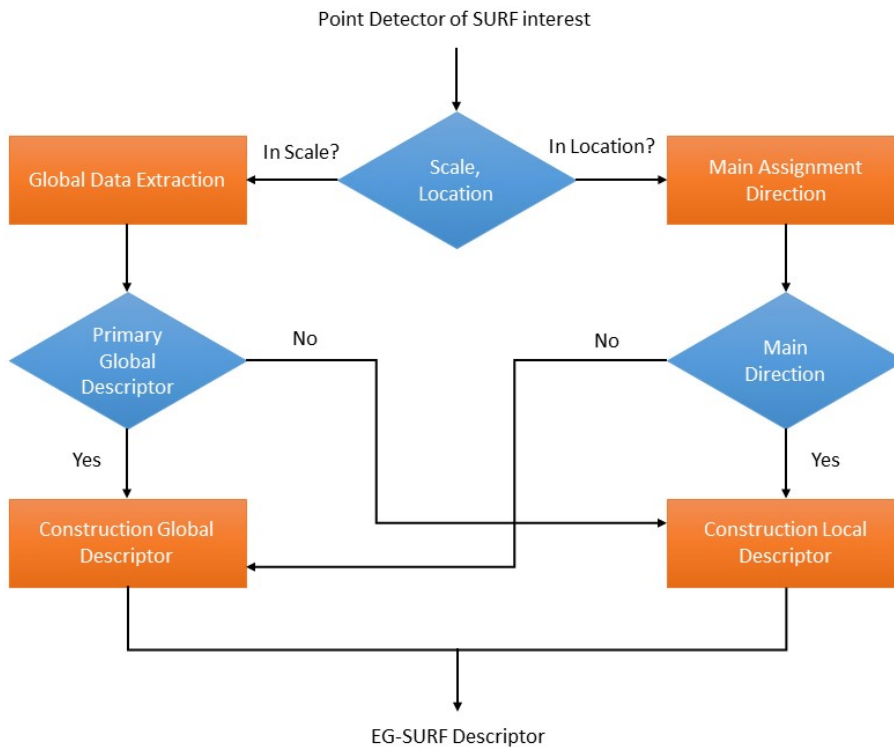 Point Detector of SURF interest
In Scale?
In Location?
Global Data Extraction
Scale,
Location
Main Assignment
Direction
Primary
Global
Descriptor
No
No
Main
Direction
Yes
Yes
Construction Global
Descriptor
Construction Local
Descriptor
EG-SURF Descriptor